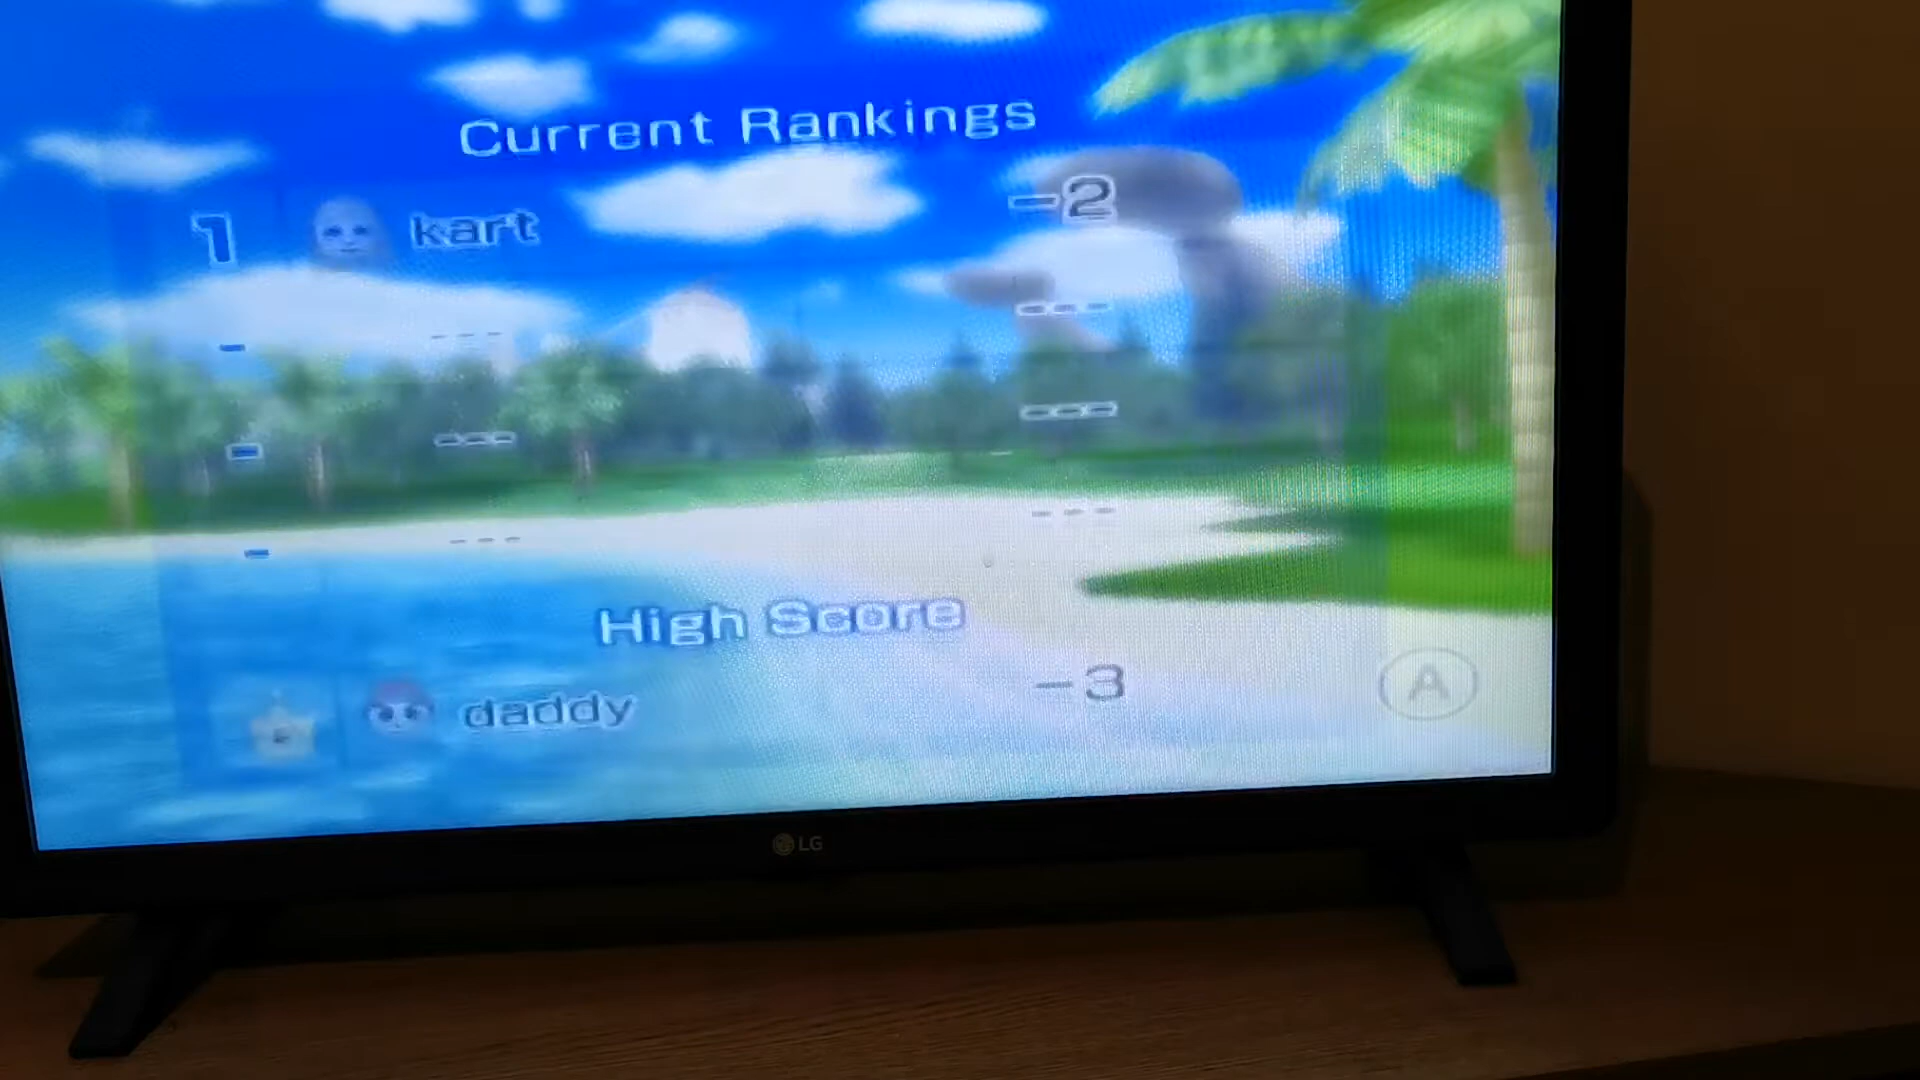 Current Rankings
1 kart -2
- --- ---
- --- ---
- --- ---
High Score
daddy -3
A
LG